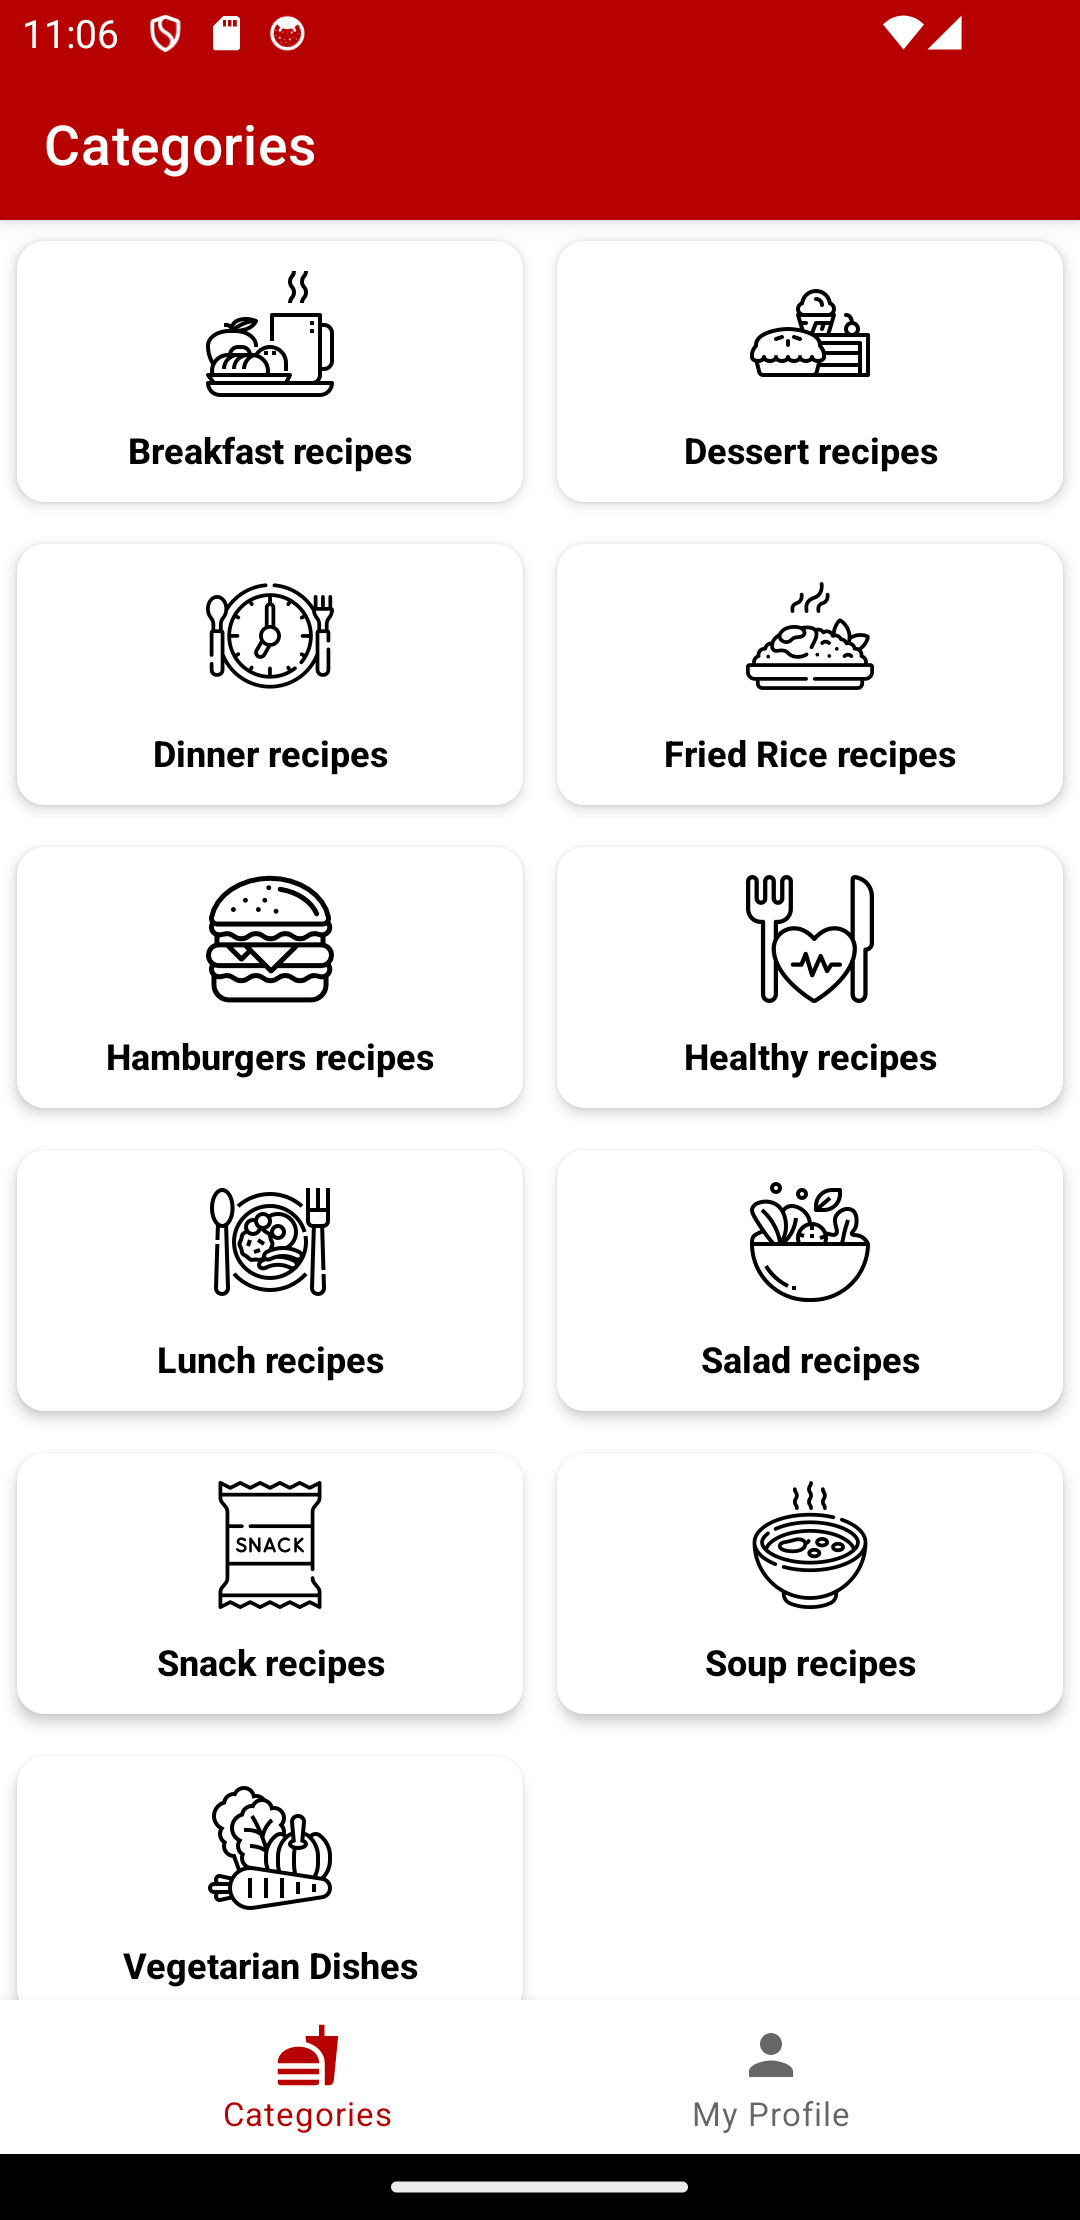 11:06
Categories
Breakfast recipes
Dessert recipes
Dinner recipes
Fried Rice recipes
Hamburgers recipes
Healthy recipes
Lunch recipes
Salad recipes
SNACK
Snack recipes
Soup recipes
Vegetarian Dishes
Categories
My Profile